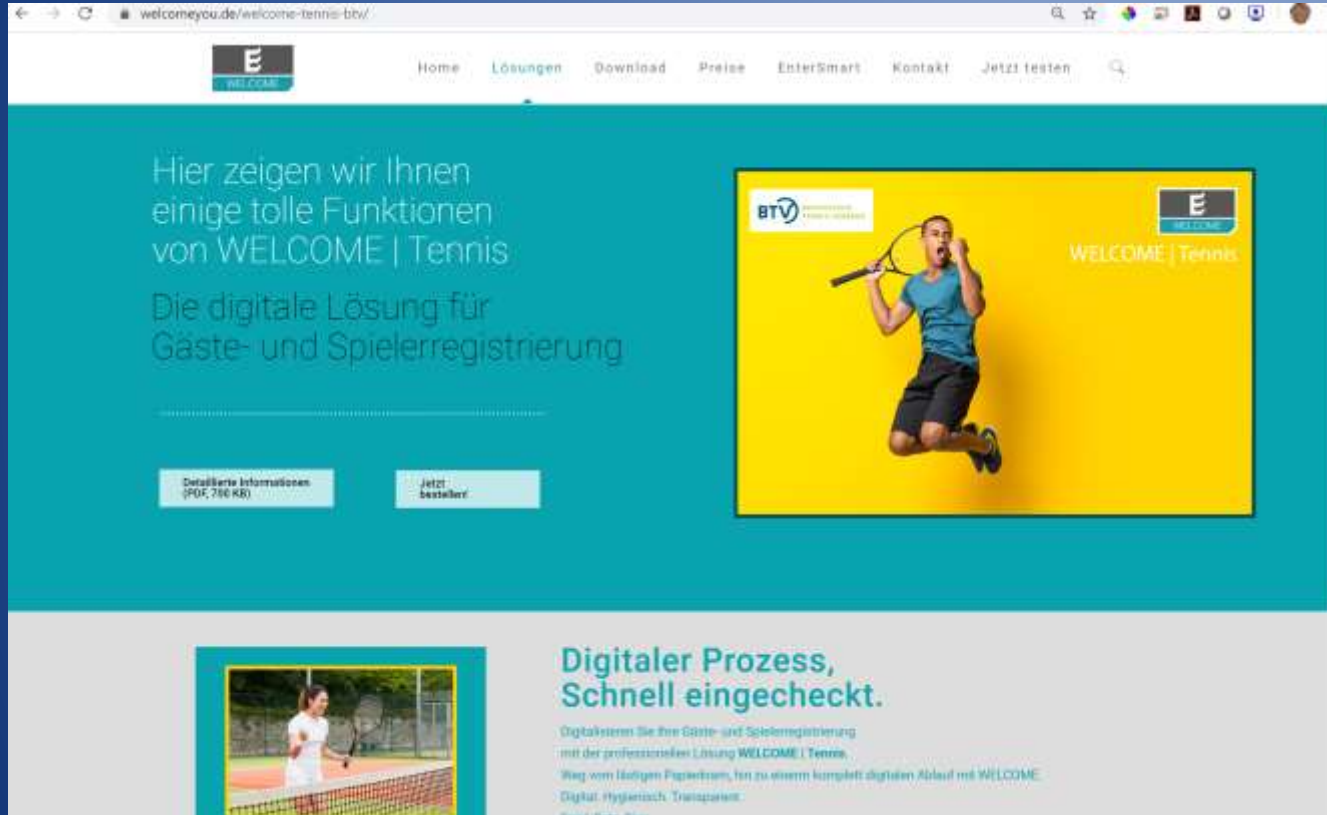 welcomeyou.de/welcome-tennis-btv/
E
WELCOME
Home Lösungen Download Preise EnterSmart Kontakt Jetzt testen
Hier zeigen wir Ihnen
einige tolle Funktionen
von WELCOME | Tennis
Die digitale Lösung für
Gäste- und Spielerregistrierung
Detaillierte Informationen
(PDF, 700 KB)
Jetzt
bestellen!
BTV
E
WELCOME
WELCOME | Tennis
Digitaler Prozess,
Schnell eingecheckt.
Digitalisieren Sie Ihre Gäste- und Spielerregistrierung
mit der professionellen Lösung WELCOME | Tennis.
Weg vom lästigen Papierkram, hin zu einem komplett digitalen Ablauf mit WELCOME.
Digital. Hygienisch. Transparent.